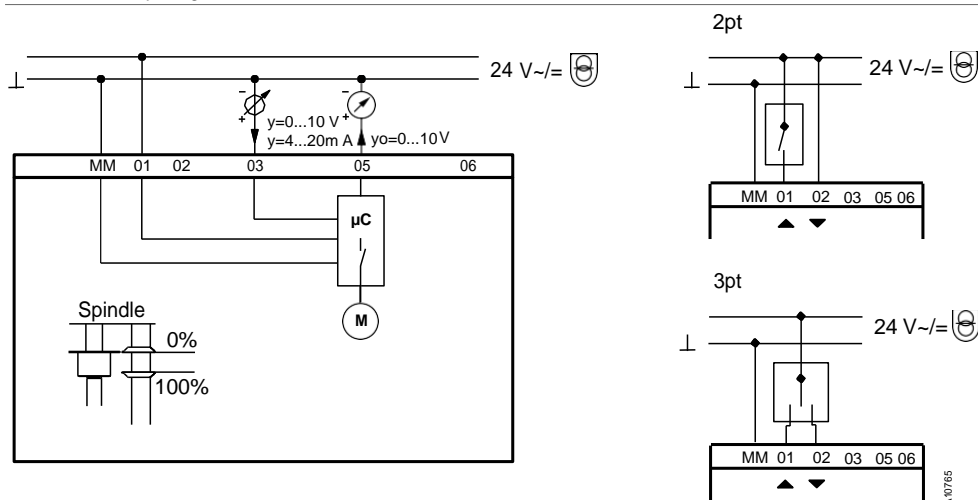 24 V~/=
y=0...10 V
y=4...20m A
yo=0...10V
MM 01 02 03 05 06
µC
M
Spindle
0%
100%
2pt
24 V~/=
MM 01 02 03 05 06
3pt
24 V~/=
MM 01 02 03 05 06